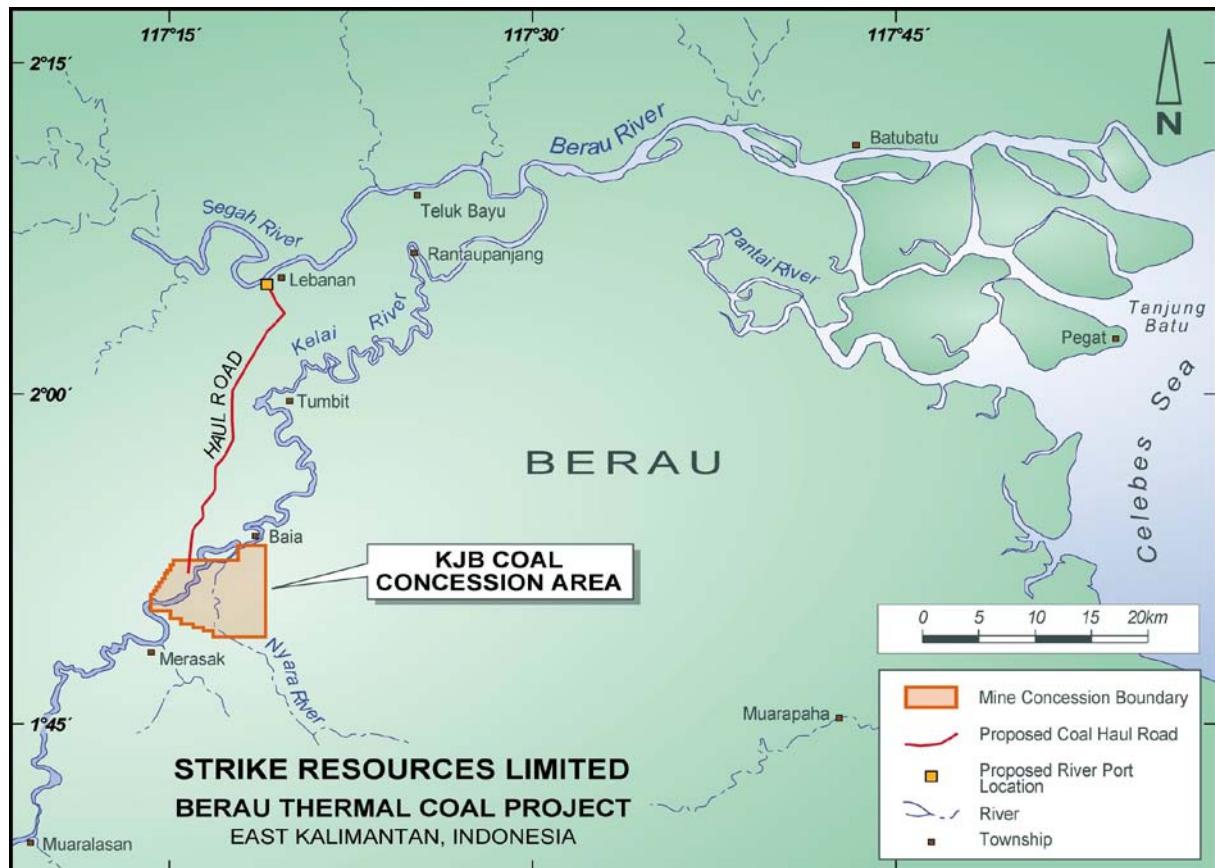 117°15'
117°30'
117°45'
2°15'
N
Berau River
Batubatu
Segah River
Teluk Bayu
Rantaupanjang
Pantai River
Lebanan
Kelai River
Tanjung
Batu
Pegat
HAUL ROAD
2°00'
Tumbit
BERAU
Celebes Sea
Baia
KJB COAL
CONCESSION AREA
0 5 10 15 20km
Merasak
Nyara River
1°45'
Muarapaha
Mine Concession Boundary
Proposed Coal Haul Road
Proposed River Port
Location
River
Township
STRIKE RESOURCES LIMITED
BERAU THERMAL COAL PROJECT
EAST KALIMANTAN, INDONESIA
Muaralasan